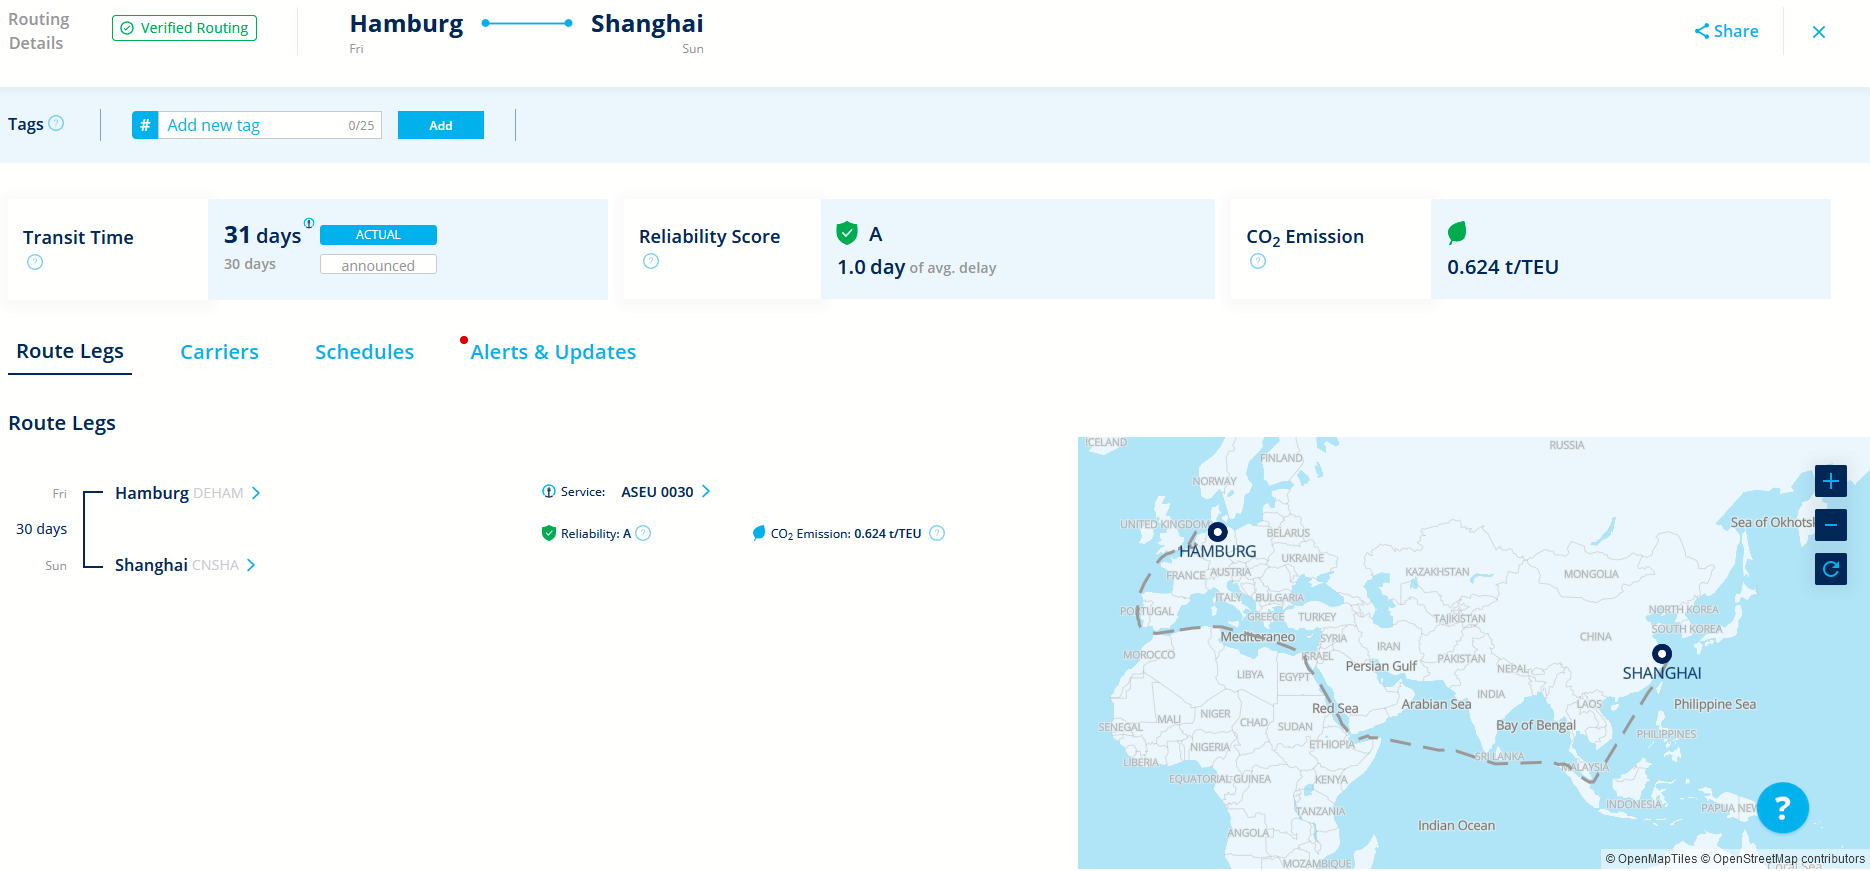 Routing
Details
Verified Routing
Hamburg
Shanghai
Fri
Sun
Share
Tags
?
#
Add new tag
0/25
Add
Transit Time
?
31 days
ACTUAL
30 days
announced
Reliability Score
?
A
1.0 day of avg. delay
CO2 Emission
?
0.624 t/TEU
Route Legs
Carriers
Schedules
Alerts & Updates
Route Legs
Fri
Hamburg DEHAM
30 days
Sun
Shanghai CNSHA
Service: ASEU 0030
Reliability: A ?
CO2 Emission: 0.624 t/TEU ?
ICELAND
RUSSIA
FINLAND
NORWAY
+
UNITED KINGDOM
BELARUS
Sea of Okhotsk
−
HAMBURG
UKRAINE
FRANCE
AUSTRIA
KAZAKHSTAN
MONGOLIA
ITALY
BULGARIA
PORTUGAL
GREECE
TURKEY
TAJIKISTAN
NORTH KOREA
SOUTH KOREA
Mediteraneo
SYRIA
CHINA
MOROCCO
ISRAEL
IRAN
PAKISTAN
Persian Gulf
NEPAL
LIBYA
EGYPT
SHANGHAI
Red Sea
Arabian Sea
INDIA
LAOS
Philippine Sea
MALI
NIGER
CHAD
SUDAN
SENEGAL
Bay of Bengal
PHILIPPINES
NIGERIA
ETHIOPIA
LIBERIA
SRI LANKA
MALAYSIA
EQUATORIAL GUINEA
KENYA
TANZANIA
INDONESIA
PAPUA NEW
?
Indian Ocean
ANGOLA
MOZAMBIQUE
© OpenMapTiles © OpenStreetMap contributors
Coral Sea